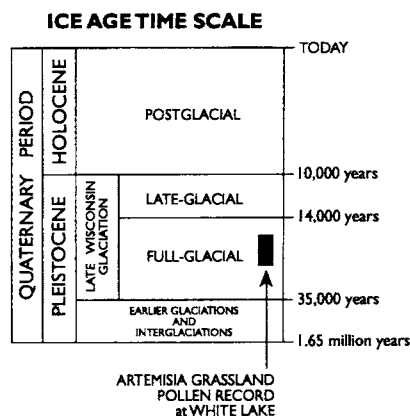 ICE AGE TIME SCALE
TODAY
QUATERNARY PERIOD
HOLOCENE
POSTGLACIAL
10,000 years
PLEISTOCENE
LATE WISCONSIN
GLACIATION
LATE-GLACIAL
14,000 years
FULL-GLACIAL
35,000 years
EARLIER GLACIATIONS
AND
INTERGLACIATIONS
1.65 million years
ARTEMISIA GRASSLAND
POLLEN RECORD
at WHITE LAKE